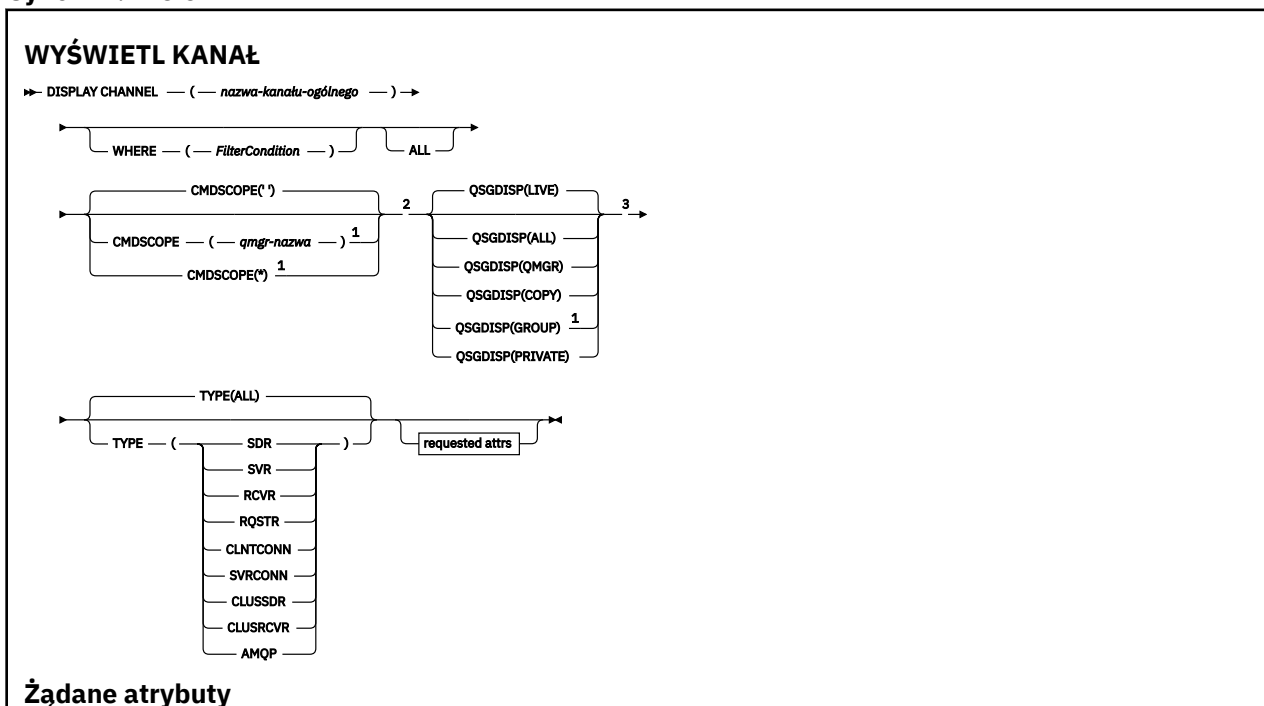 WYŚWIETL KANAŁ
DISPLAY CHANNEL ( nazwa-kanału-ogólnego )
WHERE ( FilterCondition ) ALL
CMDSCOPE(' ')
CMDSCOPE ( qmgr-nazwa ) 1
CMDSCOPE(*) 1
2
QSGDISP(LIVE)
QSGDISP(ALL)
QSGDISP(QMGR)
QSGDISP(COPY)
QSGDISP(GROUP) 1
QSGDISP(PRIVATE)
3
TYPE(ALL)
TYPE ( SDR )
SVR
RCVR
RQSTR
CLNTCONN
SVRCONN
CLUSSDR
CLUSRCVR
AMQP
requested attrs
Żądane atrybuty